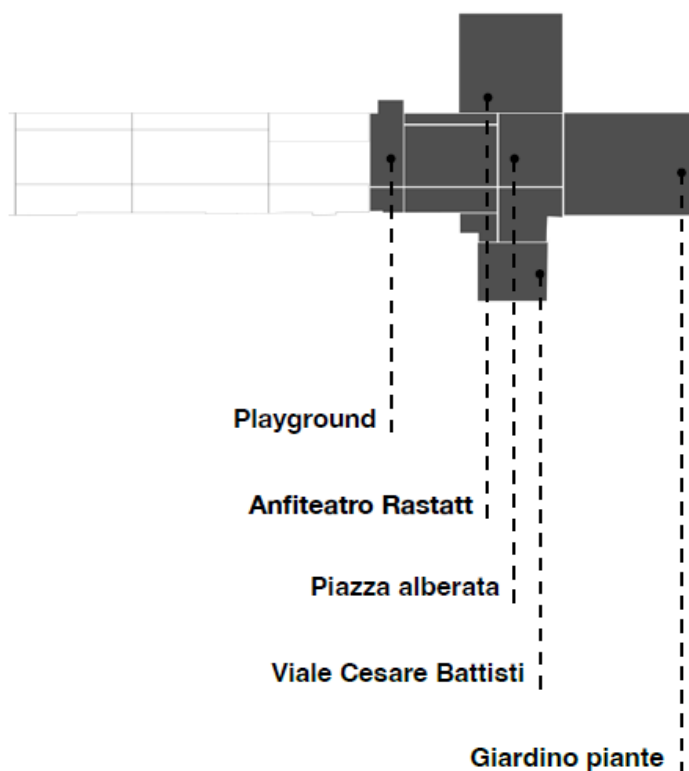 Playground
Anfiteatro Rastatt
Piazza alberata
Viale Cesare Battisti
Giardino piante